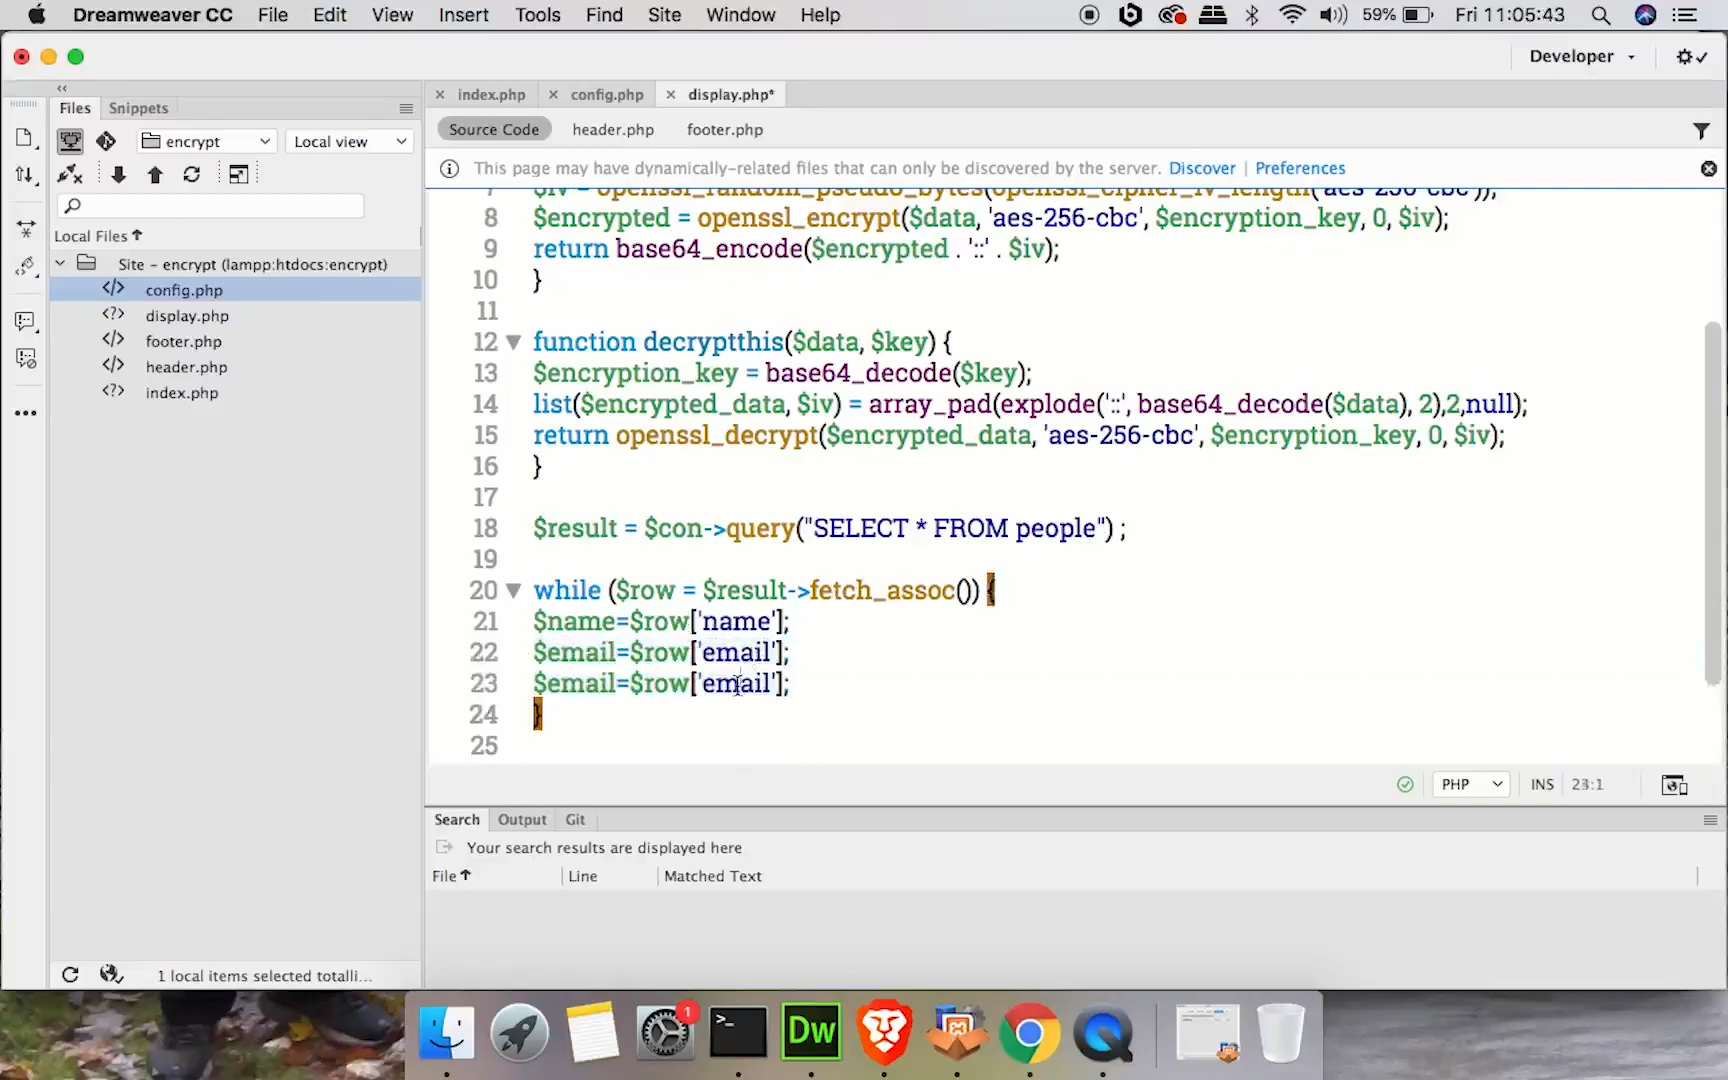 Dreamweaver CC File Edit View Insert Tools Find Site Window Help 59% Fri 11:05:43
Developer
Files Snippets
index.php config.php display.php*
encrypt Local view
Source Code header.php footer.php
This page may have dynamically-related files that can only be discovered by the server. Discover Preferences
Local Files
Site – encrypt (lampp:htdocs:encrypt)
config.php
display.php
footer.php
header.php
index.php
7 $iv = openssl_random_pseudo_bytes(openssl_cipher_iv_length('aes-256-cbc'));
8 $encrypted = openssl_encrypt($data, 'aes-256-cbc', $encryption_key, 0, $iv);
9 return base64_encode($encrypted . '::' . $iv);
10 }
11
12 function decryptthis($data, $key) {
13 $encryption_key = base64_decode($key);
14 list($encrypted_data, $iv) = array_pad(explode('::', base64_decode($data), 2),2,null);
15 return openssl_decrypt($encrypted_data, 'aes-256-cbc', $encryption_key, 0, $iv);
16 }
17
18 $result = $con->query("SELECT * FROM people") ;
19
20 while ($row = $result->fetch_assoc()) {
21 $name=$row['name'];
22 $email=$row['email'];
23 $email=$row['email'];
24 }
25
PHP INS
Search Output Git
Your search results are displayed here
File Line Matched Text
1 local items selected totalli...
1
>_
Dw